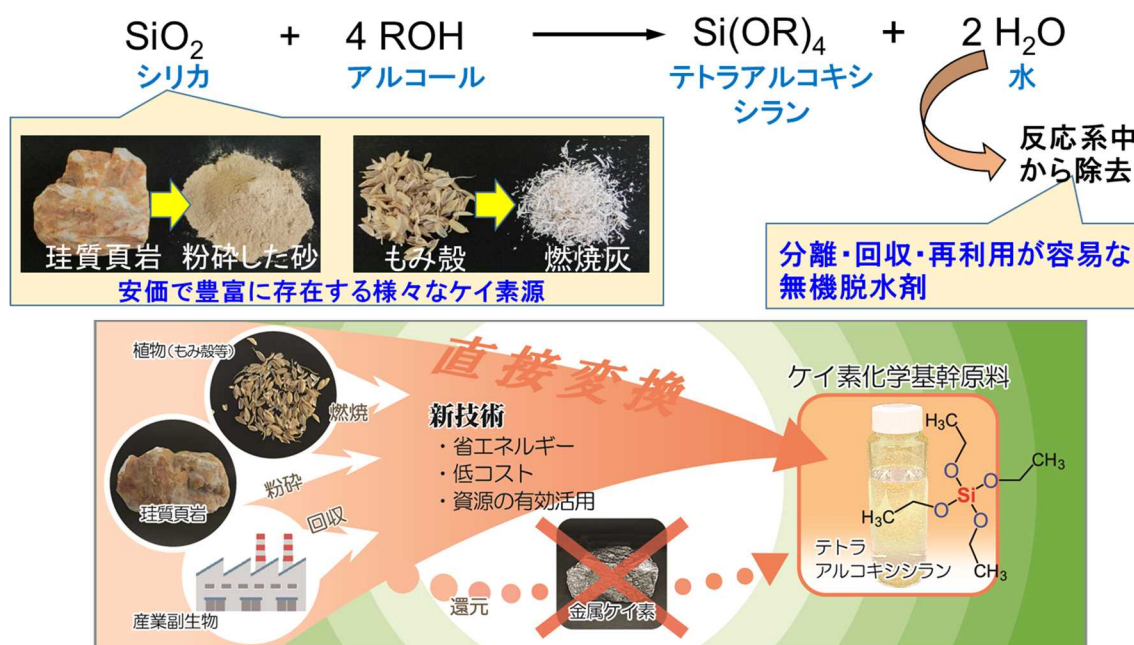 SiO₂ + 4 ROH → Si(OR)₄ + 2 H₂O
シリカ
アルコール
テトラアルコキシ
シラン
水
反応系中
から除去
珪質頁岩
粉砕した砂
もみ殻
燃焼灰
安価で豊富に存在する様々なケイ素源
分離・回収・再利用が容易な
無機脱水剤
植物(もみ殻等)
燃焼
珪質頁岩
粉砕
回収
産業副生物
直接変換
新技術
・省エネルギー
・低コスト
・資源の有効活用
還元
金属ケイ素
ケイ素化学基幹原料
H₃C
O
CH₃
Si
O
O
H₃C
O
CH₃
テトラ
アルコキシシラン